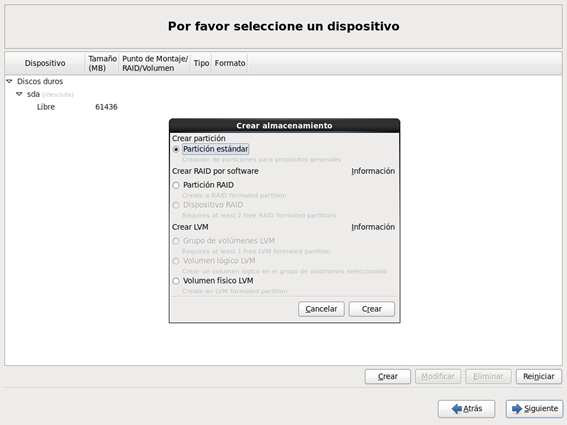 Por favor seleccione un dispositivo
Dispositivo
Tamaño
(MB)
Punto de Montaje/
RAID/Volumen
Tipo
Formato
Discos duros
sda (/dev/sda)
Libre 61436
Crear almacenamiento
Crear partición
Partición estándar
Creación de particiones para propósitos generales
Crear RAID por software Información
Partición RAID
Create a RAID formated partition
Dispositivo RAID
Requires at least 2 free RAID formated partitions
Crear LVM Información
Grupo de volúmenes LVM
Requires at least 1 free LVM formated partition
Volumen lógico LVM
Crear un volumen lógico en el grupo de volúmenes seleccionado
Volumen físico LVM
Create an LVM formated partition
Cancelar Crear
Crear Modificar Eliminar Reiniciar
Atrás Siguiente